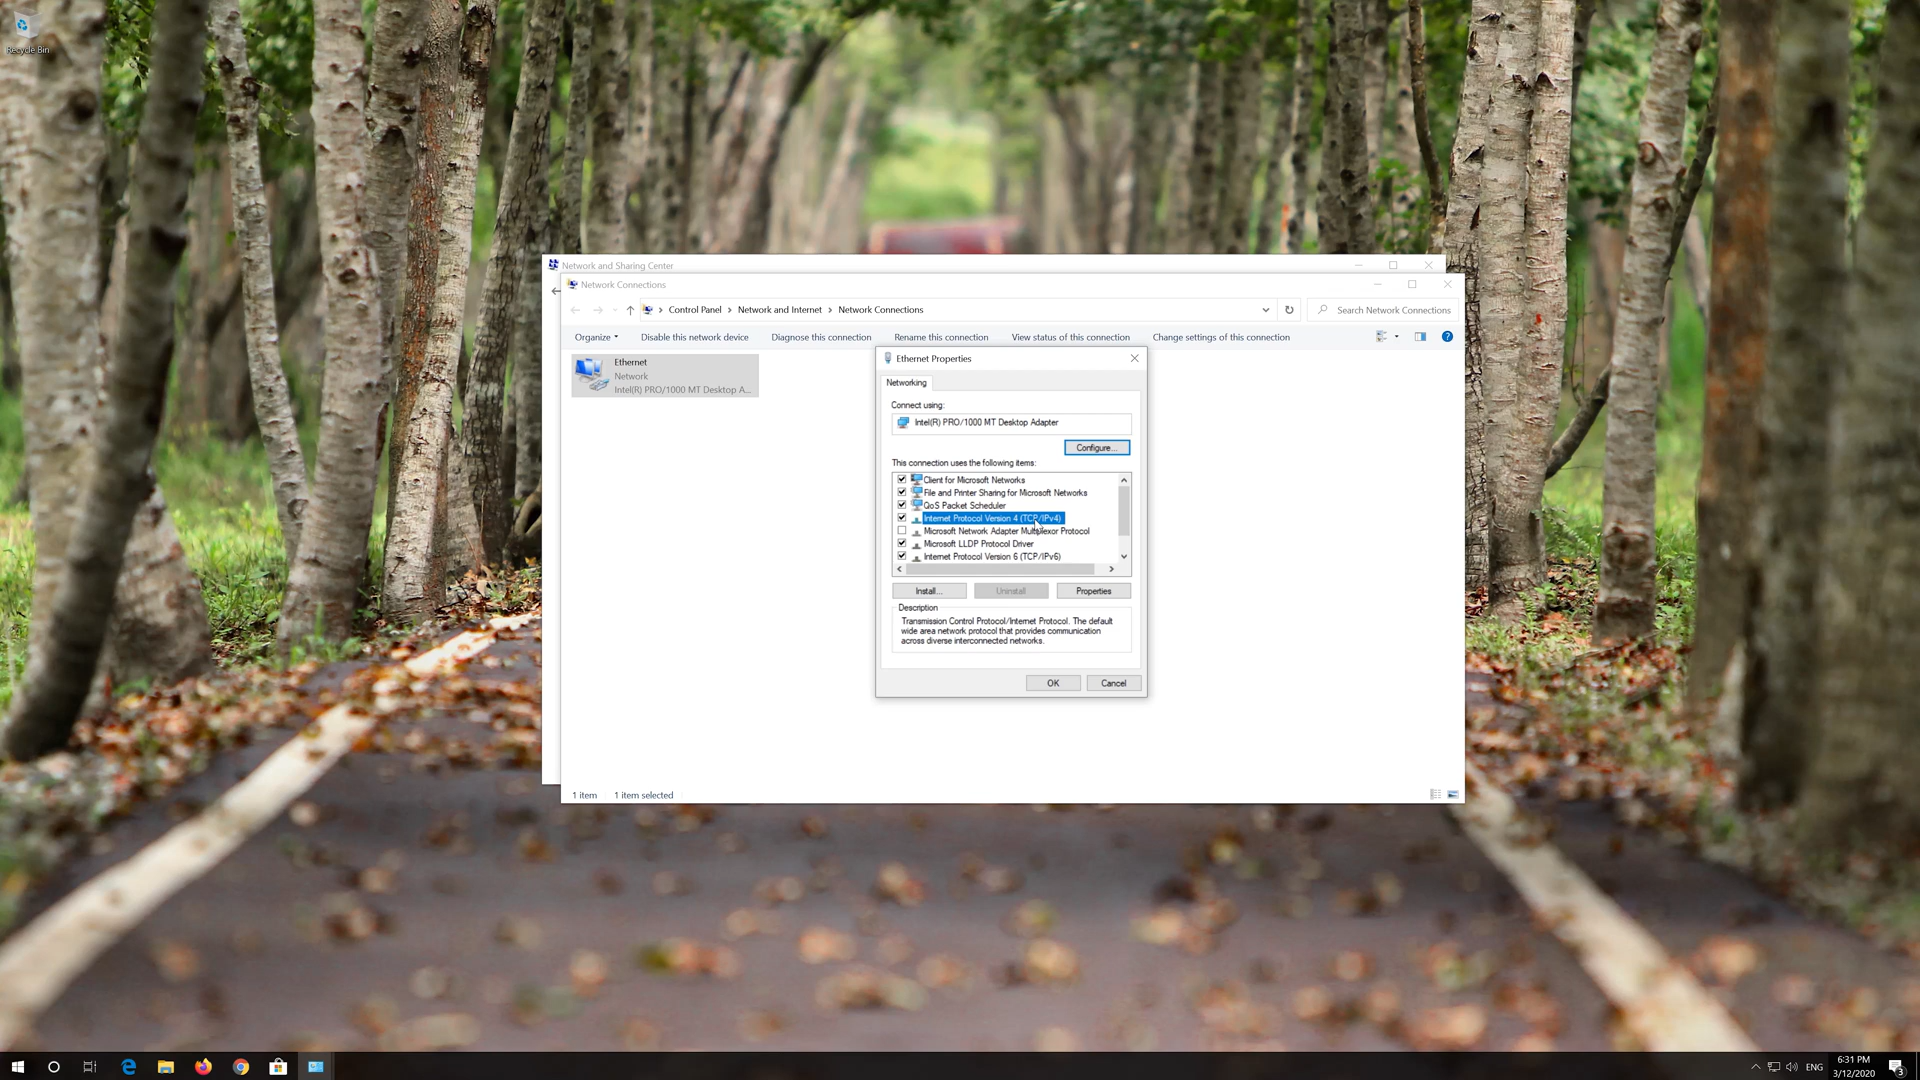 Recycle Bin
Network and Sharing Center
Network Connections
Control Panel > Network and Internet > Network Connections
Search Network Connections
Organize Disable this network device Diagnose this connection Rename this connection View status of this connection Change settings of this connection
Ethernet
Network
Intel(R) PRO/1000 MT Desktop A...
Ethernet Properties
Networking
Connect using:
Intel(R) PRO/1000 MT Desktop Adapter
Configure...
This connection uses the following items:
Client for Microsoft Networks
File and Printer Sharing for Microsoft Networks
QoS Packet Scheduler
Internet Protocol Version 4 (TCP/IPv4)
Microsoft Network Adapter Multiplexor Protocol
Microsoft LLDP Protocol Driver
Internet Protocol Version 6 (TCP/IPv6)
Install... Uninstall Properties
Description
Transmission Control Protocol/Internet Protocol. The default
wide area network protocol that provides communication
across diverse interconnected networks.
OK Cancel
1 item 1 item selected
ENG
6:31 PM
3/12/2020
3